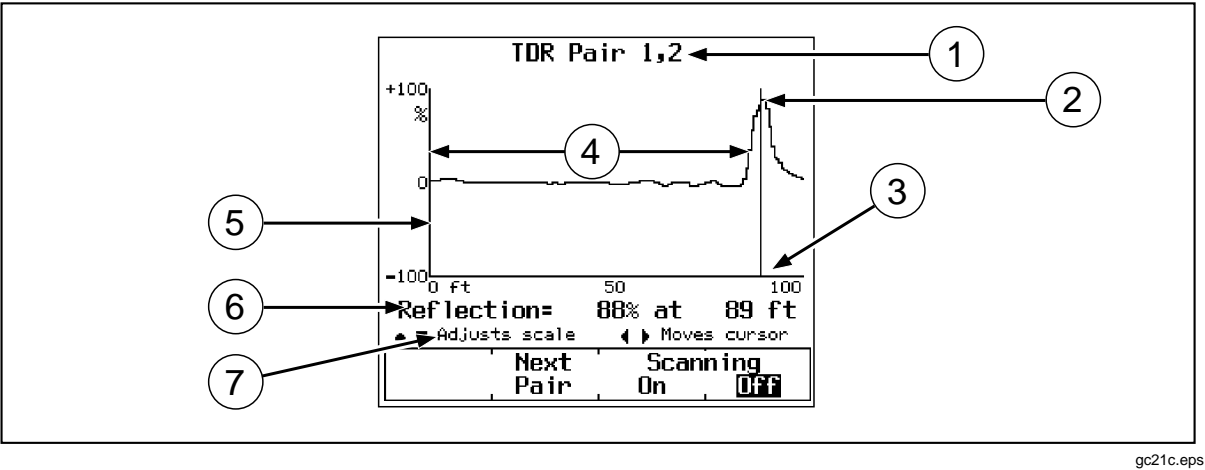 TDR Pair 1,2
1
+100
%
2
4
0
3
5
-100
0 ft 50 100
6
Reflection= 88% at 89 ft
Adjusts scale Moves cursor
7
Next Pair
Scanning
On Off
gc21c.eps